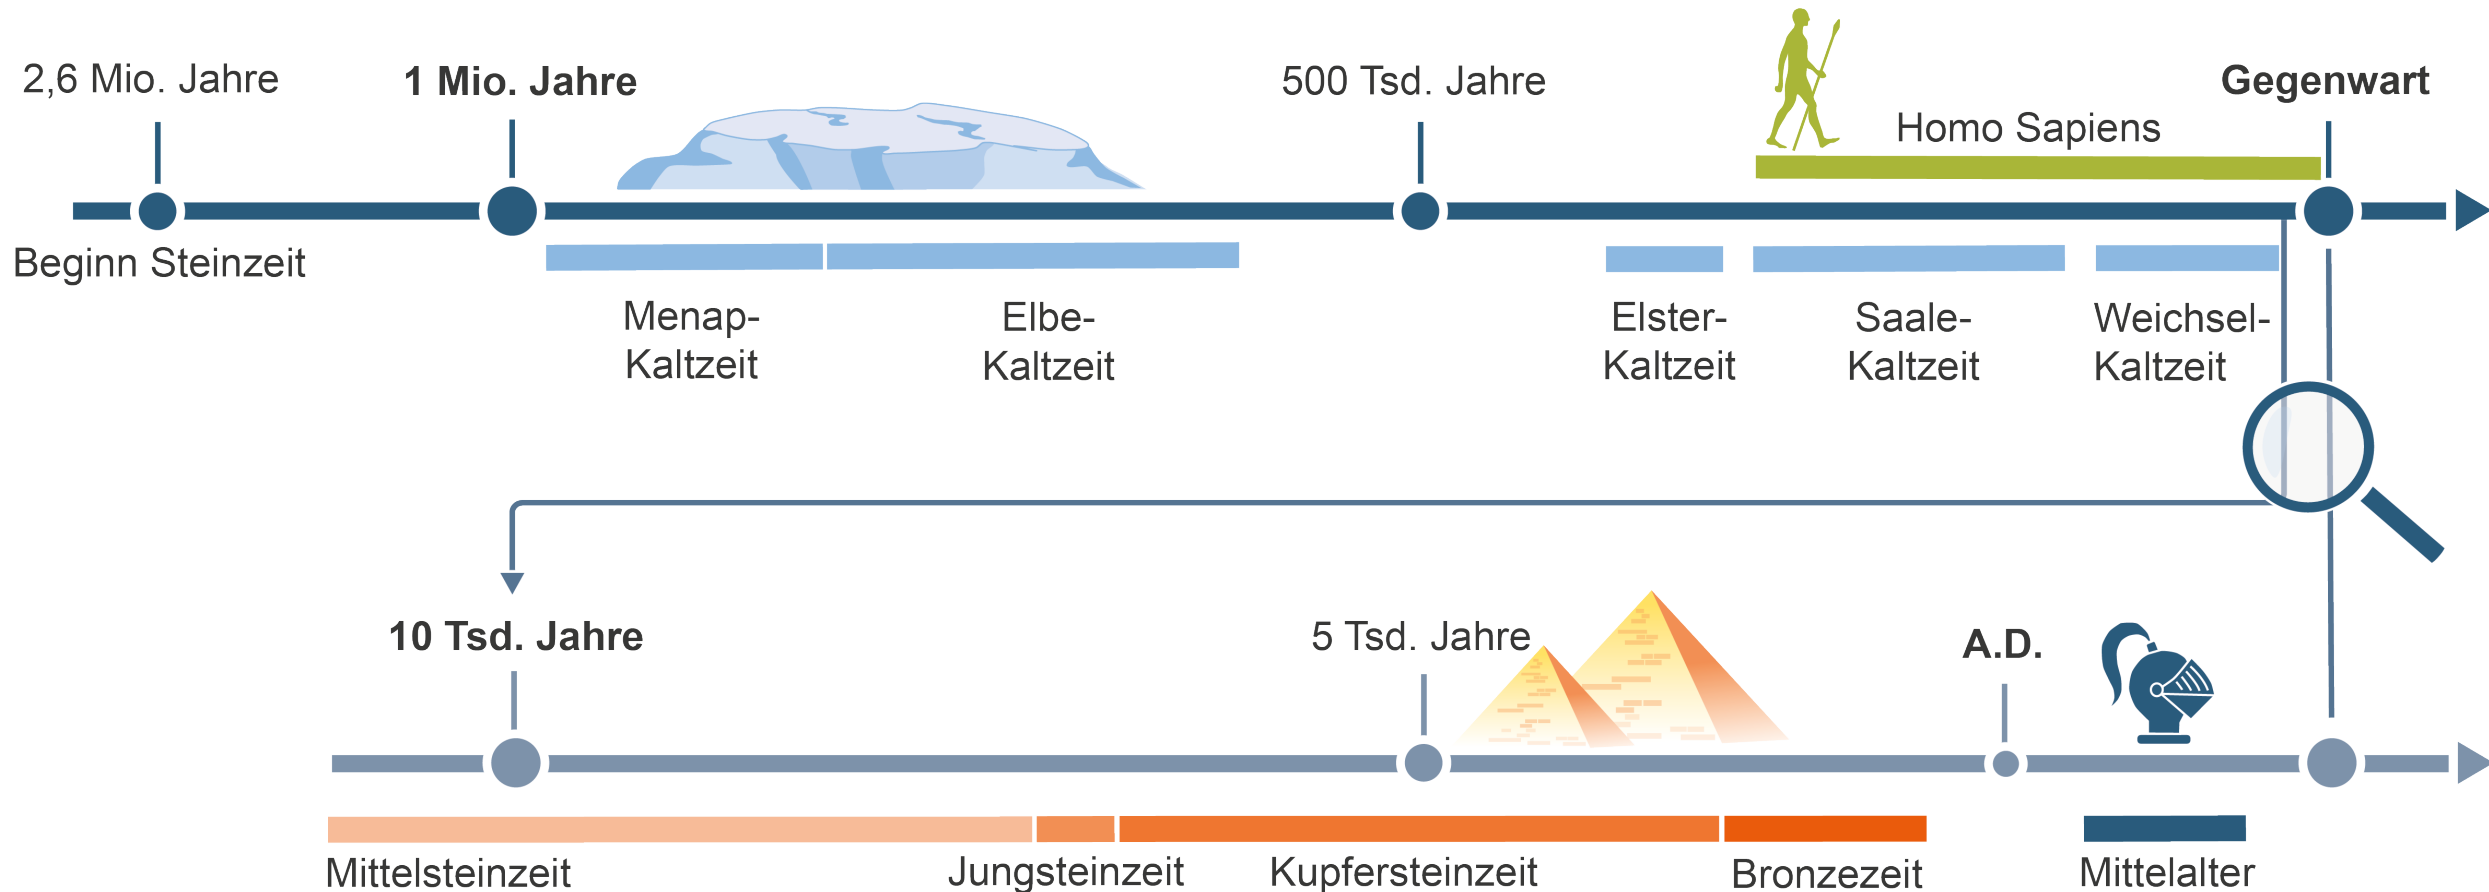 2,6 Mio. Jahre
1 Mio. Jahre
500 Tsd. Jahre
Gegenwart
Homo Sapiens
Beginn Steinzeit
Menap-
Kaltzeit
Elbe-
Kaltzeit
Elster-
Kaltzeit
Saale-
Kaltzeit
Weichsel-
Kaltzeit
10 Tsd. Jahre
5 Tsd. Jahre
A.D.
Mittelsteinzeit
Jungsteinzeit
Kupfersteinzeit
Bronzezeit
Mittelalter